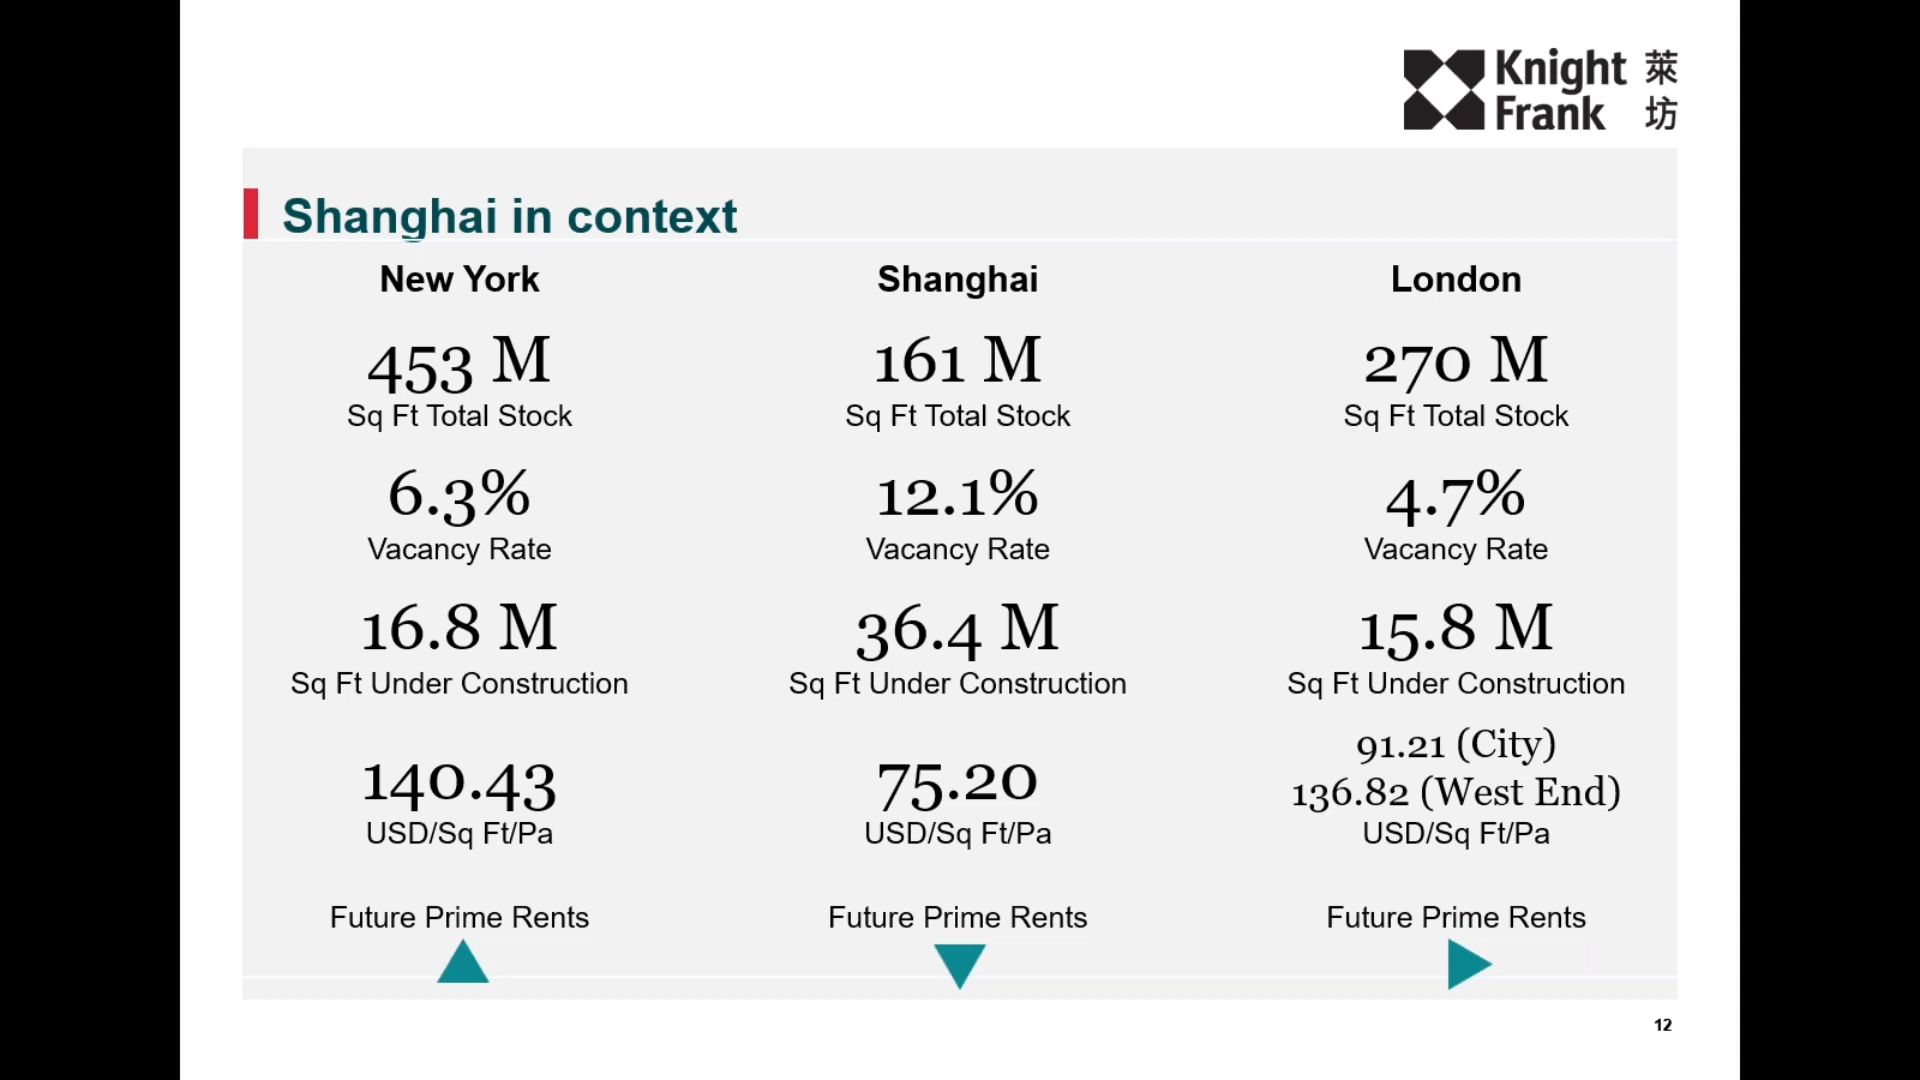 Knight Frank 萊坊
Shanghai in context
New York
453 M
Sq Ft Total Stock
6.3%
Vacancy Rate
16.8 M
Sq Ft Under Construction
140.43
USD/Sq Ft/Pa
Future Prime Rents
Shanghai
161 M
Sq Ft Total Stock
12.1%
Vacancy Rate
36.4 M
Sq Ft Under Construction
75.20
USD/Sq Ft/Pa
Future Prime Rents
London
270 M
Sq Ft Total Stock
4.7%
Vacancy Rate
15.8 M
Sq Ft Under Construction
91.21 (City)
136.82 (West End)
USD/Sq Ft/Pa
Future Prime Rents
12